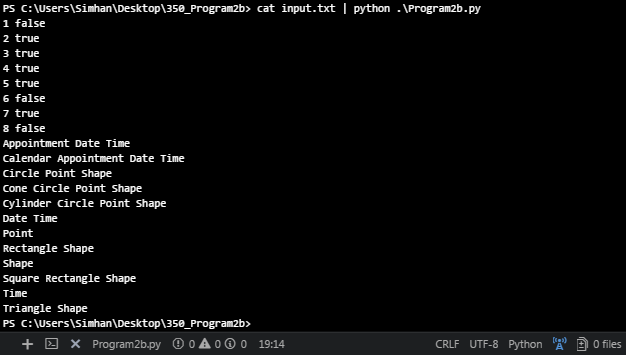 PS C:\Users\Simhan\Desktop\350_Program2b> cat input.txt | python .\Program2b.py
1 false
2 true
3 true
4 true
5 true
6 false
7 true
8 false
Appointment Date Time
Calendar Appointment Date Time
Circle Point Shape
Cone Circle Point Shape
Cylinder Circle Point Shape
Date Time
Point
Rectangle Shape
Shape
Square Rectangle Shape
Time
Triangle Shape
PS C:\Users\Simhan\Desktop\350_Program2b>
Program2b.py 0 0 0 19:14 CRLF UTF-8 Python 0 files